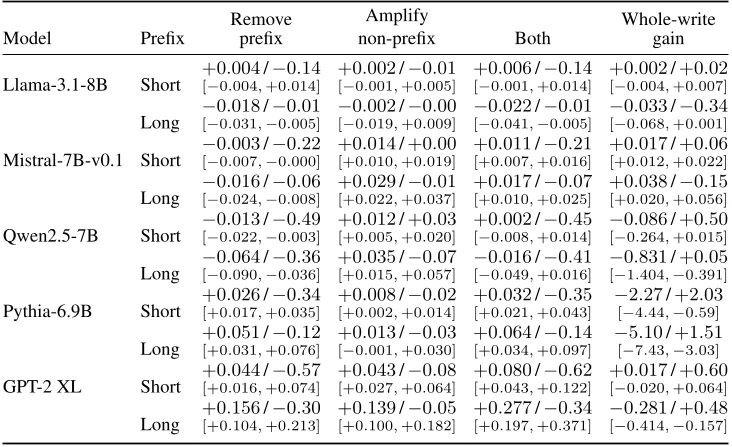 Remove Amplify Whole-write
Model Prefix prefix non-prefix Both gain
+0.004 / −0.14 +0.002 / −0.01 +0.006 / −0.14 +0.002 / +0.02
Llama-3.1-8B Short [−0.004, +0.014] [−0.001, +0.005] [−0.001, +0.014] [−0.004, +0.007]
−0.018 / −0.01 −0.002 / −0.00 −0.022 / −0.01 −0.033 / −0.34
Long [−0.031, −0.005] [−0.019, +0.009] [−0.041, −0.005] [−0.068, +0.001]
−0.003 / −0.22 +0.014 / +0.00 +0.011 / −0.21 +0.017 / +0.06
Mistral-7B-v0.1 Short [−0.007, −0.000] [+0.010, +0.019] [+0.007, +0.016] [+0.012, +0.022]
−0.016 / −0.06 +0.029 / −0.01 +0.017 / −0.07 +0.038 / −0.15
Long [−0.024, −0.008] [+0.022, +0.037] [+0.010, +0.025] [+0.020, +0.056]
−0.013 / −0.49 +0.012 / +0.03 +0.002 / −0.45 −0.086 / +0.50
Qwen2.5-7B Short [−0.022, −0.003] [+0.005, +0.020] [−0.008, +0.014] [−0.264, +0.015]
−0.064 / −0.36 +0.035 / −0.07 −0.016 / −0.41 −0.831 / +0.05
Long [−0.090, −0.036] [+0.015, +0.057] [−0.049, +0.016] [−1.404, −0.391]
+0.026 / −0.34 +0.008 / −0.02 +0.032 / −0.35 −2.27 / +2.03
Pythia-6.9B Short [+0.017, +0.035] [+0.002, +0.014] [+0.021, +0.043] [−4.44, −0.59]
+0.051 / −0.12 +0.013 / −0.03 +0.064 / −0.14 −5.10 / +1.51
Long [+0.031, +0.076] [−0.001, +0.030] [+0.034, +0.097] [−7.43, −3.03]
+0.044 / −0.57 +0.043 / −0.08 +0.080 / −0.62 +0.017 / +0.60
GPT-2 XL Short [+0.016, +0.074] [+0.027, +0.064] [+0.043, +0.122] [−0.020, +0.064]
+0.156 / −0.30 +0.139 / −0.05 +0.277 / −0.34 −0.281 / +0.48
Long [+0.104, +0.213] [+0.100, +0.182] [+0.197, +0.371] [−0.414, −0.157]